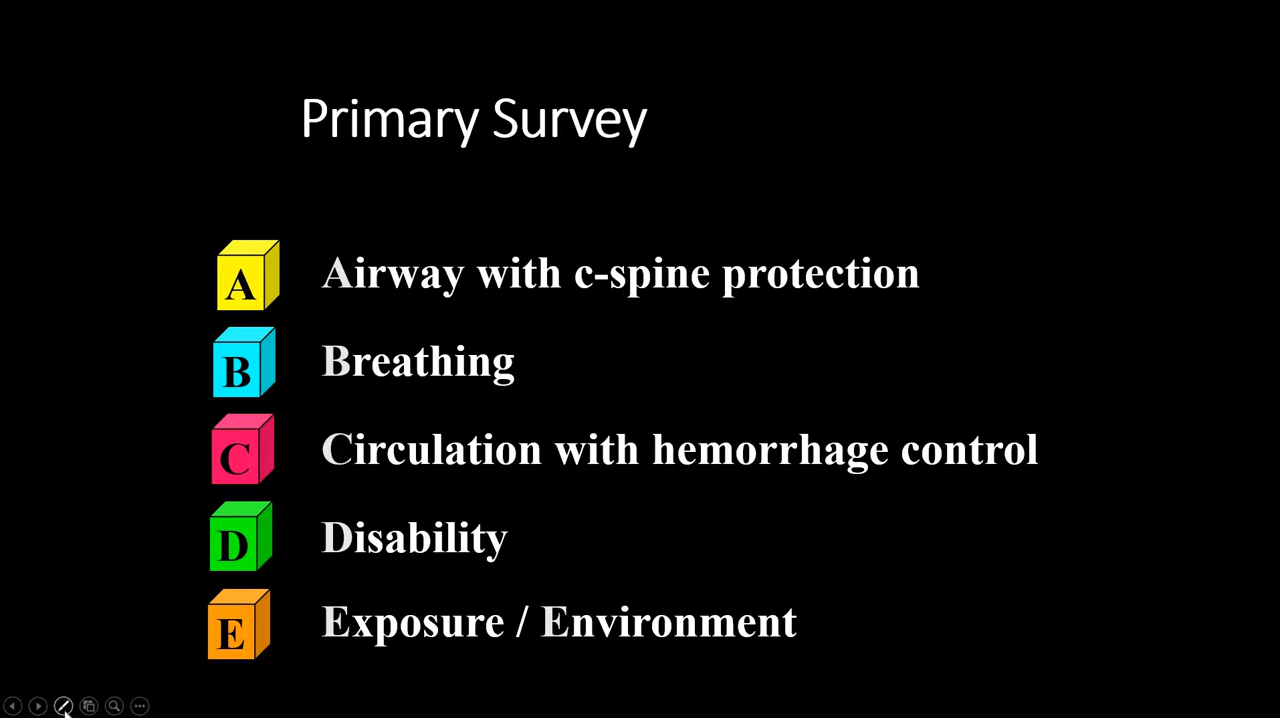 Primary Survey
A Airway with c-spine protection
B Breathing
C Circulation with hemorrhage control
D Disability
E Exposure / Environment